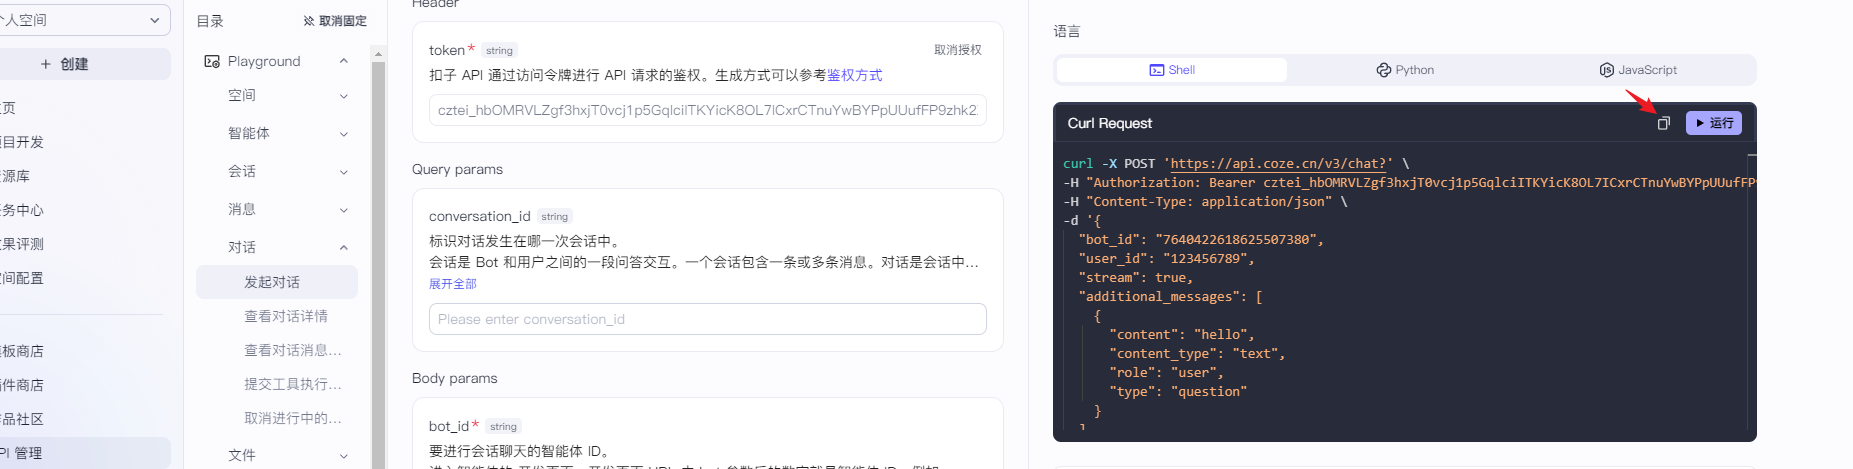 个人空间
+ 创建
主页
项目开发
资源库
任务中心
效果评测
空间配置
模板商店
插件商店
作品社区
API 管理
目录
取消固定
Playground
空间
智能体
会话
消息
对话
发起对话
查看对话详情
查看对话消息...
提交工具执行...
取消进行中的...
文件
Header
token* string
取消授权
扣子 API 通过访问令牌进行 API 请求的鉴权。生成方式可以参考鉴权方式
Query params
conversation_id string
标识对话发生在哪一次会话中。
会话是 Bot 和用户之间的一段问答交互。一个会话包含一条或多条消息。对话是会话中...
展开全部
Please enter conversation_id
Body params
bot_id* string
要进行会话聊天的智能体 ID。
语言
Shell
Python
JavaScript
Curl Request
运行
curl -X POST 'https://api.coze.cn/v3/chat?' \
-H "Authorization: Bearer
-H "Content-Type: application/json" \
-d '{
"bot_id": "7640422618625507380",
"user_id": "123456789",
"stream": true,
"additional_messages": [
{
"content": "hello",
"content_type": "text",
"role": "user",
"type": "question"
}
]